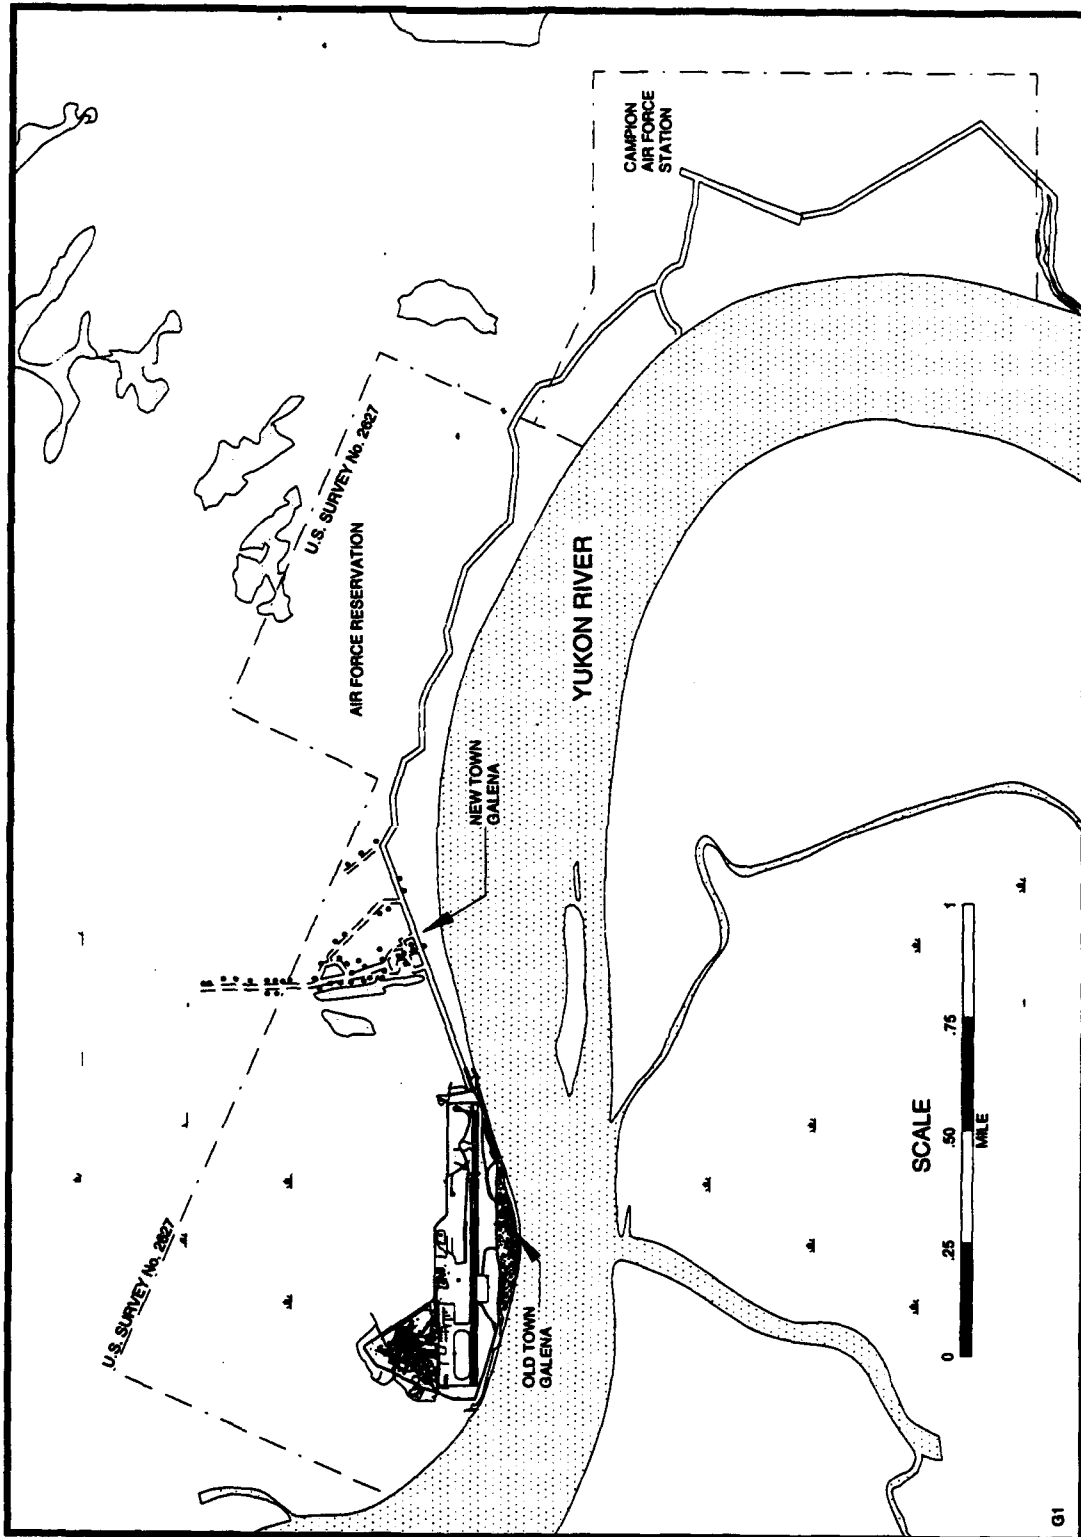 U.S. SURVEY No. 2627
U.S. SURVEY No. 2627
AIR FORCE RESERVATION
CAMPION
AIR FORCE
STATION
NEW TOWN
GALENA
OLD TOWN
GALENA
YUKON RIVER
SCALE
0 .25 .50 .75 1
MILE
G1